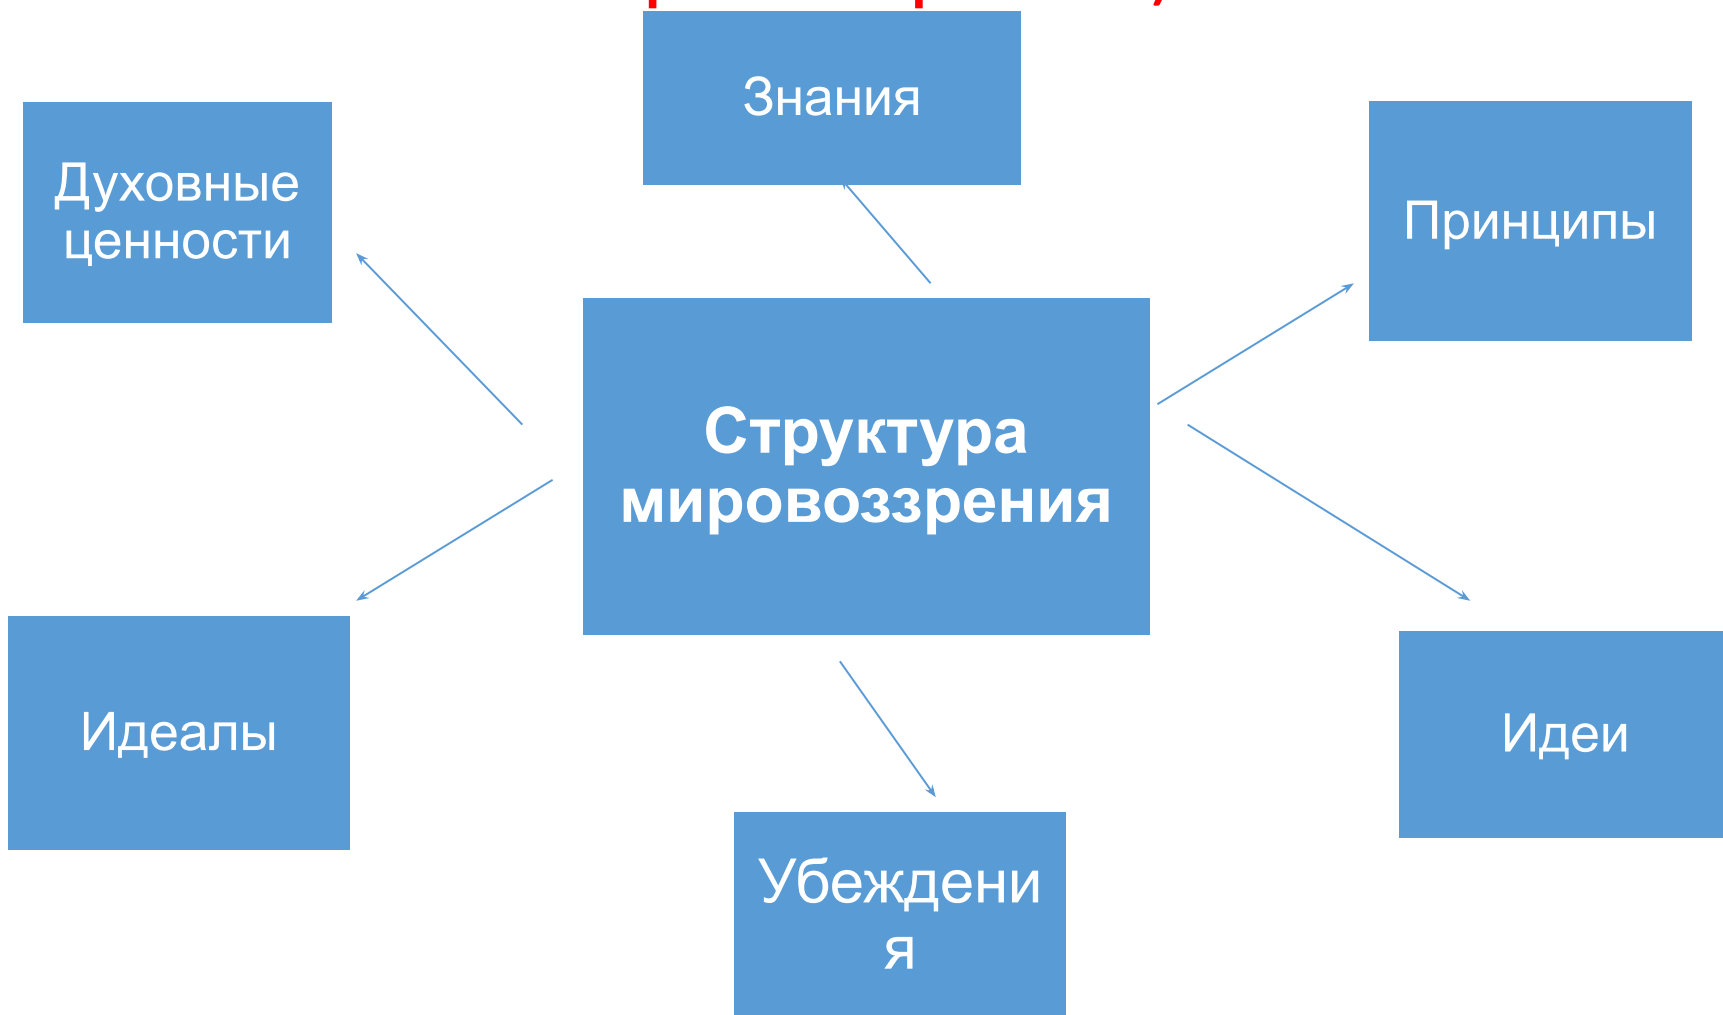 Знания
Духовные
ценности
Принципы
Структура
мировоззрения
Идеалы
Идеи
Убеждени
я